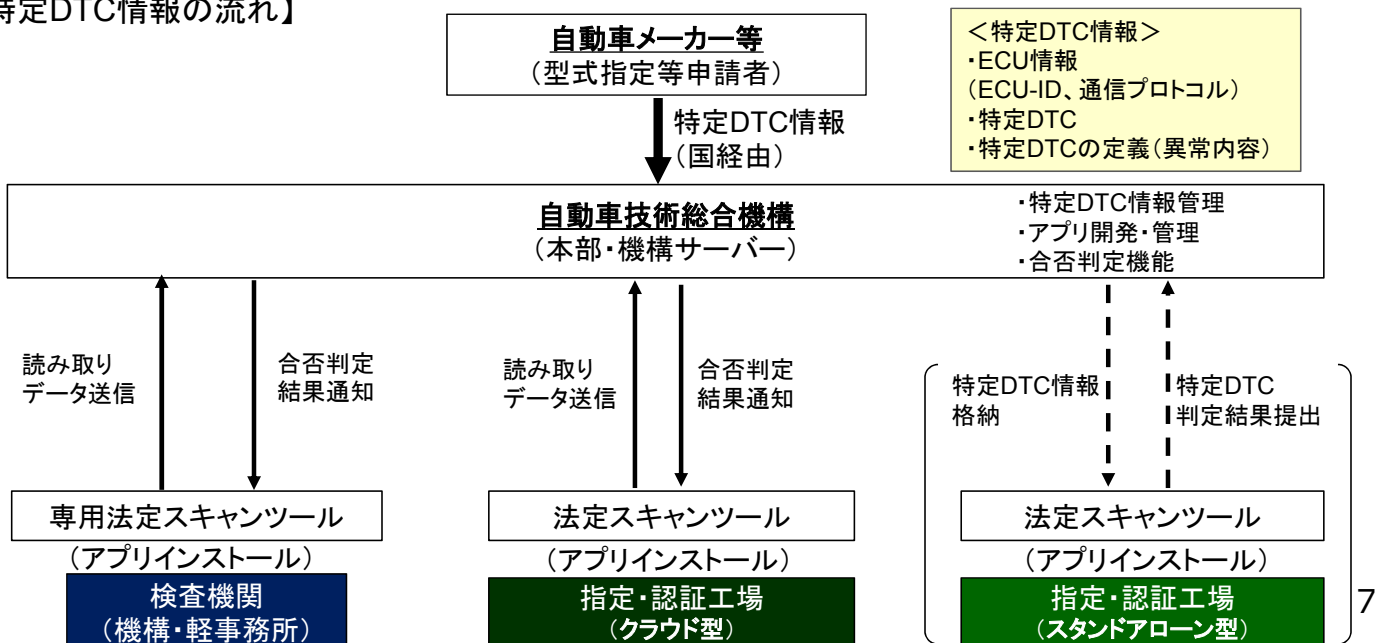 特定DTC情報の流れ】
自動車メーカー等
（型式指定等申請者）
＜特定DTC情報＞
・ECU情報
（ECU-ID、通信プロトコル）
・特定DTC
・特定DTCの定義（異常内容）
特定DTC情報
（国経由）
自動車技術総合機構
（本部・機構サーバー）
・特定DTC情報管理
・アプリ開発・管理
・合否判定機能
読み取り
データ送信
合否判定
結果通知
読み取り
データ送信
合否判定
結果通知
特定DTC情報
格納
特定DTC
判定結果提出
専用法定スキャンツール
（アプリインストール）
検査機関
（機構・軽事務所）
法定スキャンツール
（アプリインストール）
指定・認証工場
（クラウド型）
法定スキャンツール
（アプリインストール）
指定・認証工場
（スタンドアローン型）
7